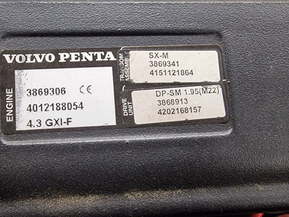 VOLVO PENTA
ENGINE
3869306 CE
4012188054
4.3 GXI-F
SX-M
3869341
4151121864
DRIVE UNIT
DP-SM 1.95(M22)
3868913
4202168157